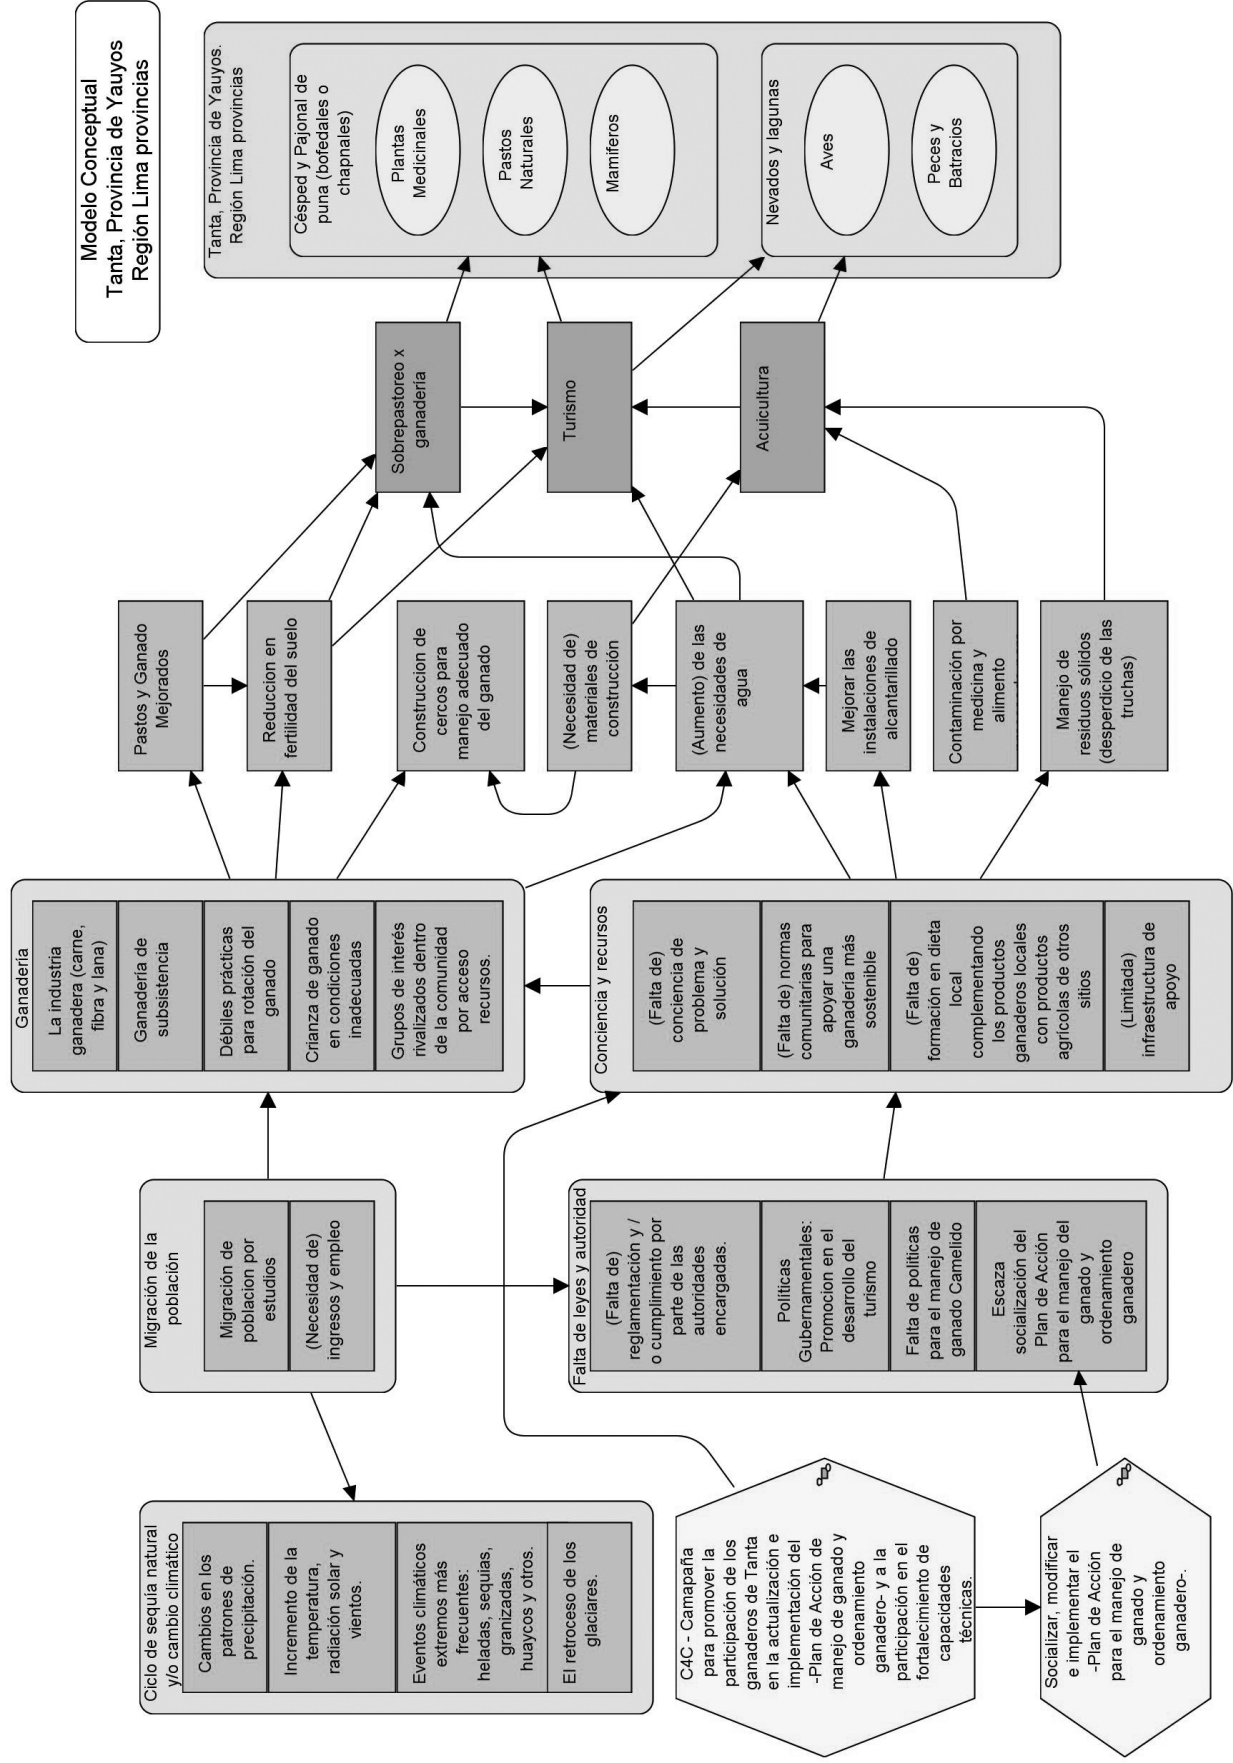 Modelo Conceptual
Tanta, Provincia de Yauyos
Región Lima provincias
Ciclo de sequía natural
y/o cambio climático
Cambios en los
patrones de
precipitación.
Incremento de la
temperatura,
radiación solar y
vientos.
Eventos climáticos
extremos más
frecuentes:
heladas, sequias,
granizadas,
huaycos y otros.
El retroceso de los
glaciares.
C4C - Camapaña
para promover la
participación de los
ganaderos de Tanta
en la actualización e
implementación del
-Plan de Acción de
manejo de ganado y
ordenamiento
ganadero- y a la
participación en el
fortalecimiento de
capacidades
técnicas.
Socializar, modificar
e implementar el
-Plan de Acción
para el manejo de
ganado y
ordenamiento
ganadero-.
Migración de la
población
Migración de
poblacion por
estudios
(Necesidad de)
ingresos y empleo
Falta de leyes y autoridad
(Falta de)
reglamentación y /
o cumplimiento por
parte de las
autoridades
encargadas.
Políticas
Gubernamentales:
Promocion en el
desarrollo del
turismo
Falta de políticas
para el manejo de
ganado Camelido
Escaza
socialización del
Plan de Acción
para el manejo del
ganado y
ordenamiento
ganadero
Ganadería
La industria
ganadera (carne,
fibra y lana)
Ganadería de
subsistencia
Débiles prácticas
para rotación del
ganado
Crianza de ganado
en condiciones
inadecuadas
Grupos de interés
rivalizados dentro
de la comunidad
por acceso
recursos.
Conciencia y recursos
(Falta de)
conciencia de
problema y
solución
(Falta de) normas
comunitarias para
apoyar una
ganadería más
sostenible
(Falta de)
formación en dieta
local
complementando
los productos
ganaderos locales
con productos
agrícolas de otros
sitios
(Limitada)
infraestructura de
apoyo
Pastos y Ganado
Mejorados
Reduccion en
fertilidad del suelo
Construccion de
cercos para
manejo adecuado
del ganado
(Necesidad de)
materiales de
construcción
(Aumento) de las
necesidades de
agua
Mejorar las
instalaciones de
alcantarillado
Contaminación por
medicina y
alimento
Manejo de
residuos sólidos
(desperdicio de las
truchas)
Sobrepastoreo x
ganaderia
Turismo
Acuicultura
Tanta, Provincia de Yauyos.
Región Lima provincias
Césped y Pajonal de
puna (bofedales o
chapnales)
Plantas
Medicinales
Pastos
Naturales
Mamiferos
Nevados y lagunas
Aves
Peces y
Batracios